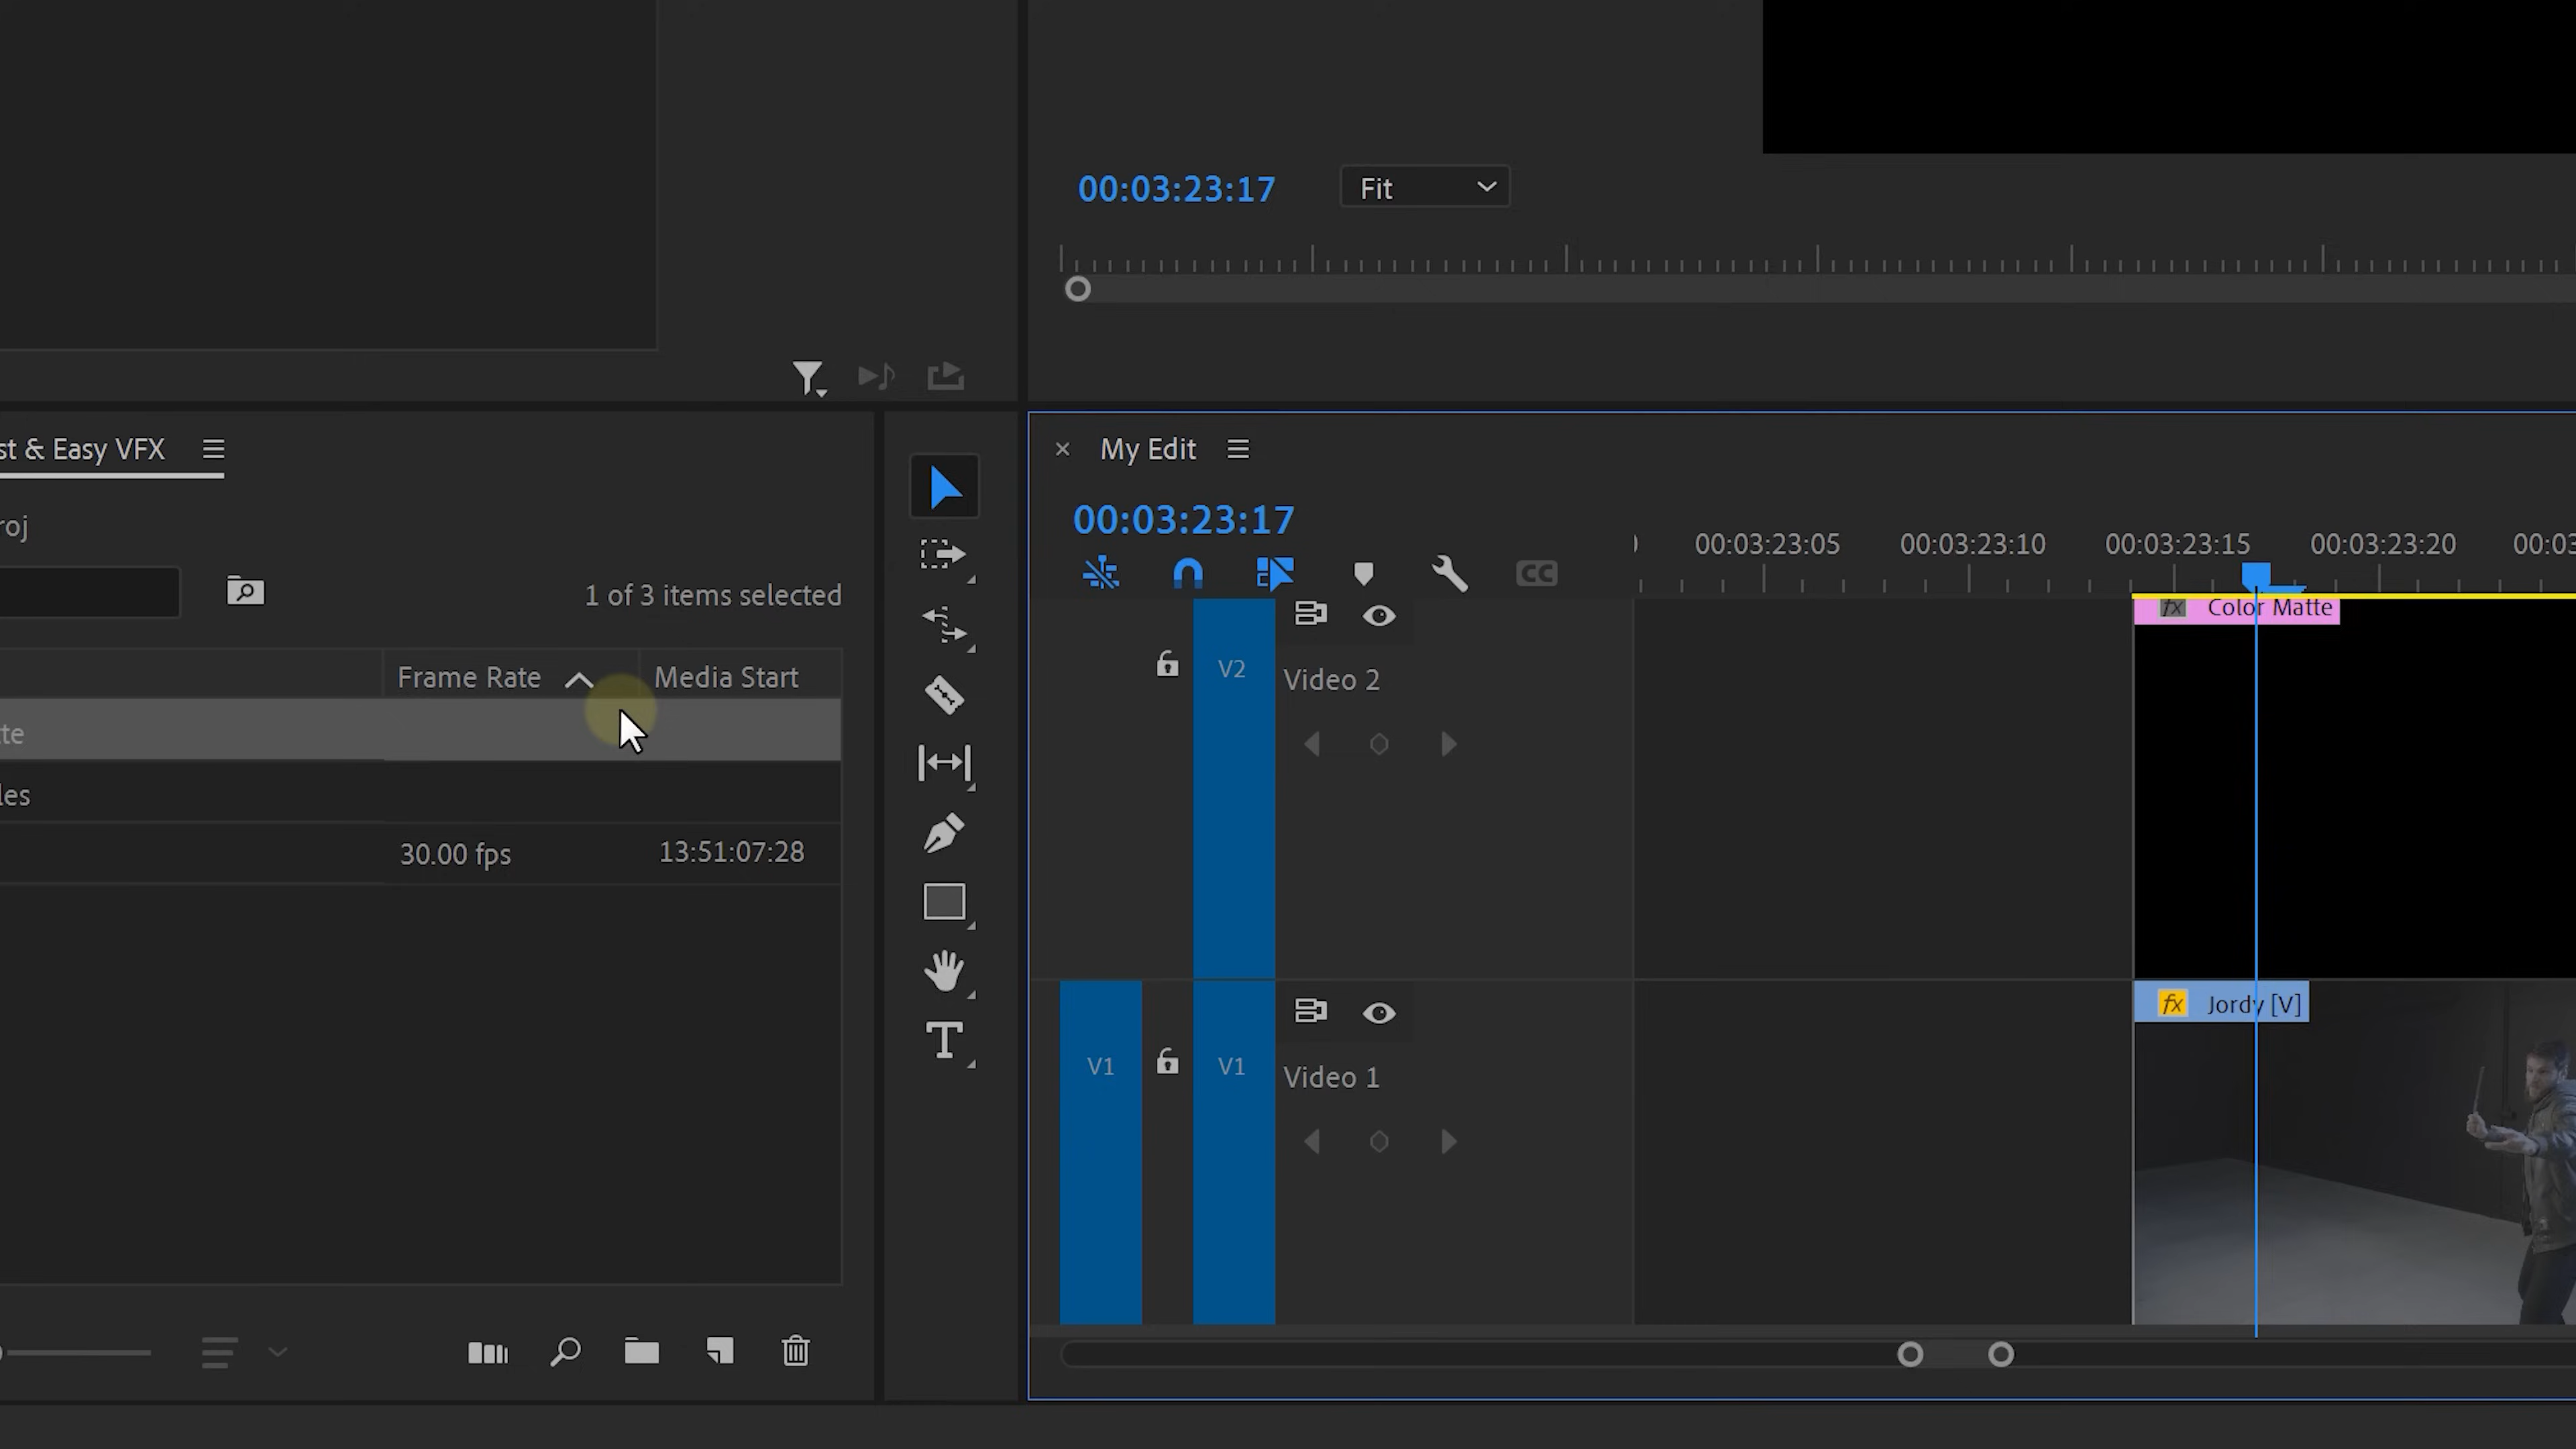 00:03:23:17
Fit
st & Easy VFX
My Edit
roj
00:03:23:17
00:03:23:05
00:03:23:10
00:03:23:15
00:03:23:20
00:03
1 of 3 items selected
CC
fx Color Matte
V2
Video 2
Frame Rate
Media Start
tte
les
30.00 fps
13:51:07:28
fx Jordy [V]
V1
V1
Video 1
T